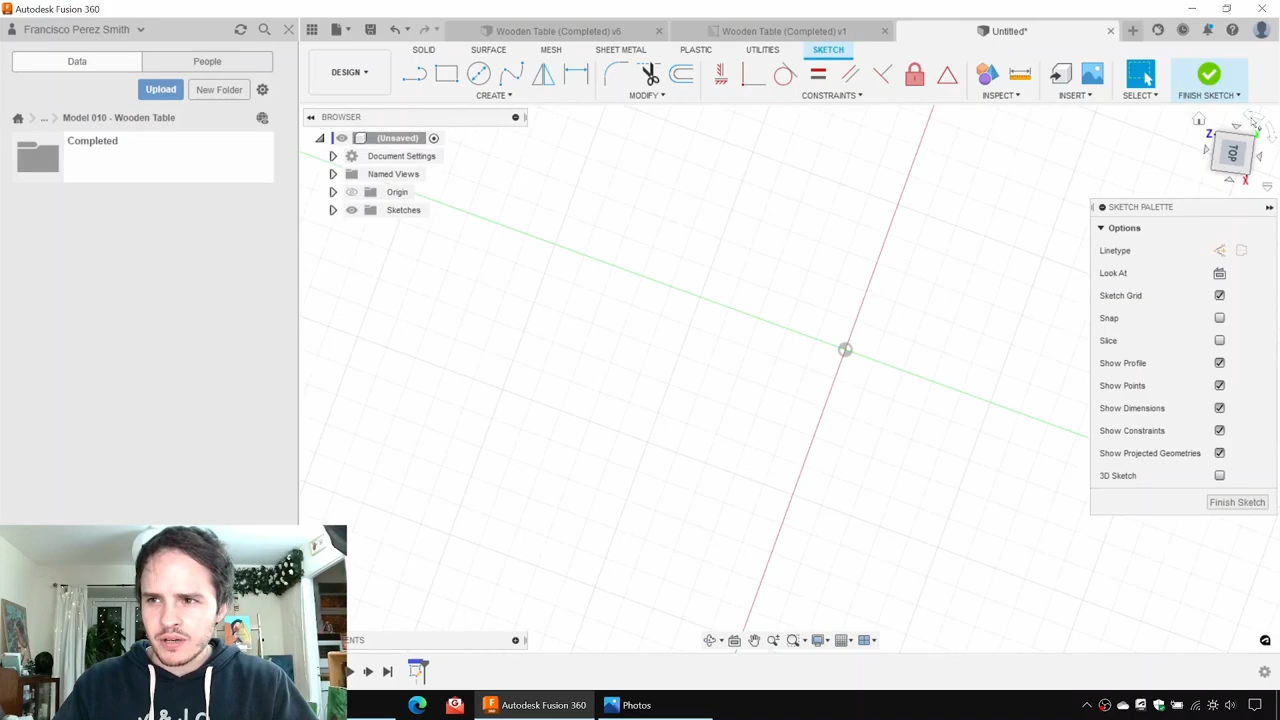 Autodesk Fusion 360
Francisco Perez Smith
Wooden Table (Completed) v6
Wooden Table (Completed) v1
Untitled*
Data
People
Upload
New Folder
... Model 010 - Wooden Table
Completed
DESIGN
SOLID
SURFACE
MESH
SHEET METAL
PLASTIC
UTILITIES
SKETCH
CREATE
MODIFY
CONSTRAINTS
INSPECT
INSERT
SELECT
FINISH SKETCH
BROWSER
(Unsaved)
Document Settings
Named Views
Origin
Sketches
Z
TOP
X
SKETCH PALETTE
Options
Linetype
Look At
Sketch Grid
Snap
Slice
Show Profile
Show Points
Show Dimensions
Show Constraints
Show Projected Geometries
3D Sketch
Finish Sketch
Autodesk Fusion 360
Photos